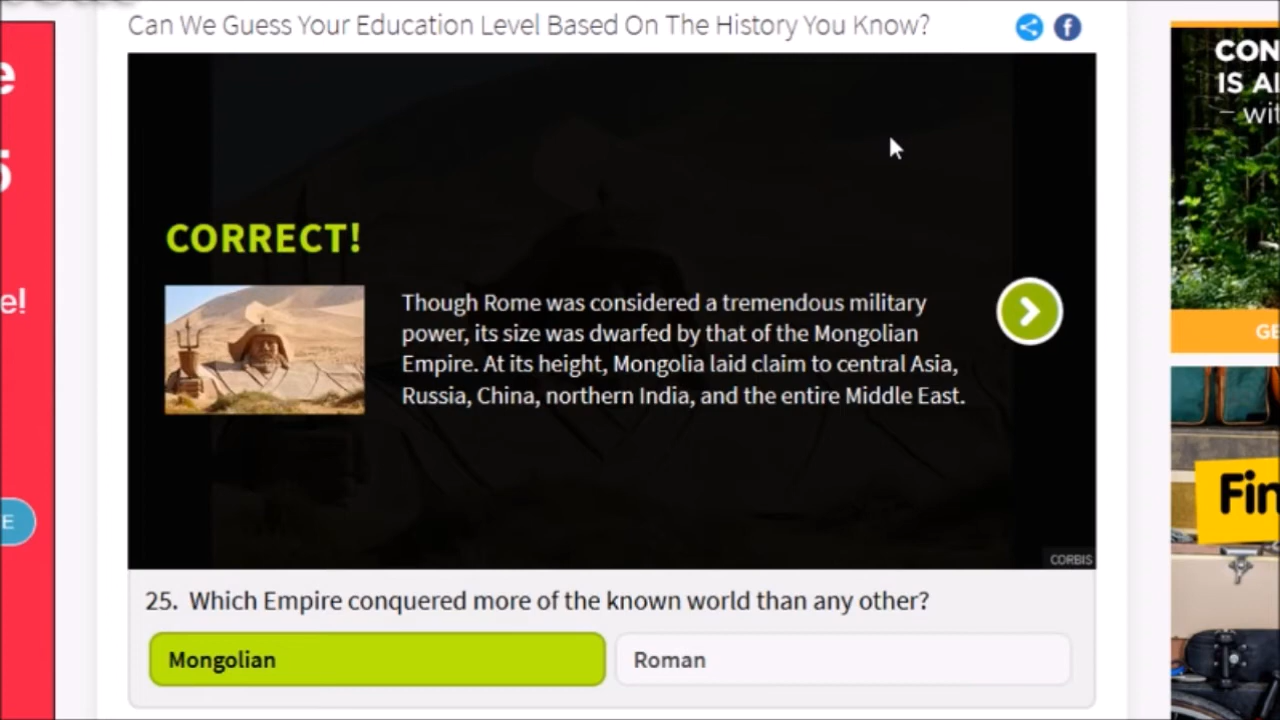 Can We Guess Your Education Level Based On The History You Know?
CORRECT!
Though Rome was considered a tremendous military
power, its size was dwarfed by that of the Mongolian
Empire. At its height, Mongolia laid claim to central Asia,
Russia, China, northern India, and the entire Middle East.
CORBIS
25. Which Empire conquered more of the known world than any other?
Mongolian
Roman
e
5
e!
E
CON
IS AI
– wit
GE
Fin